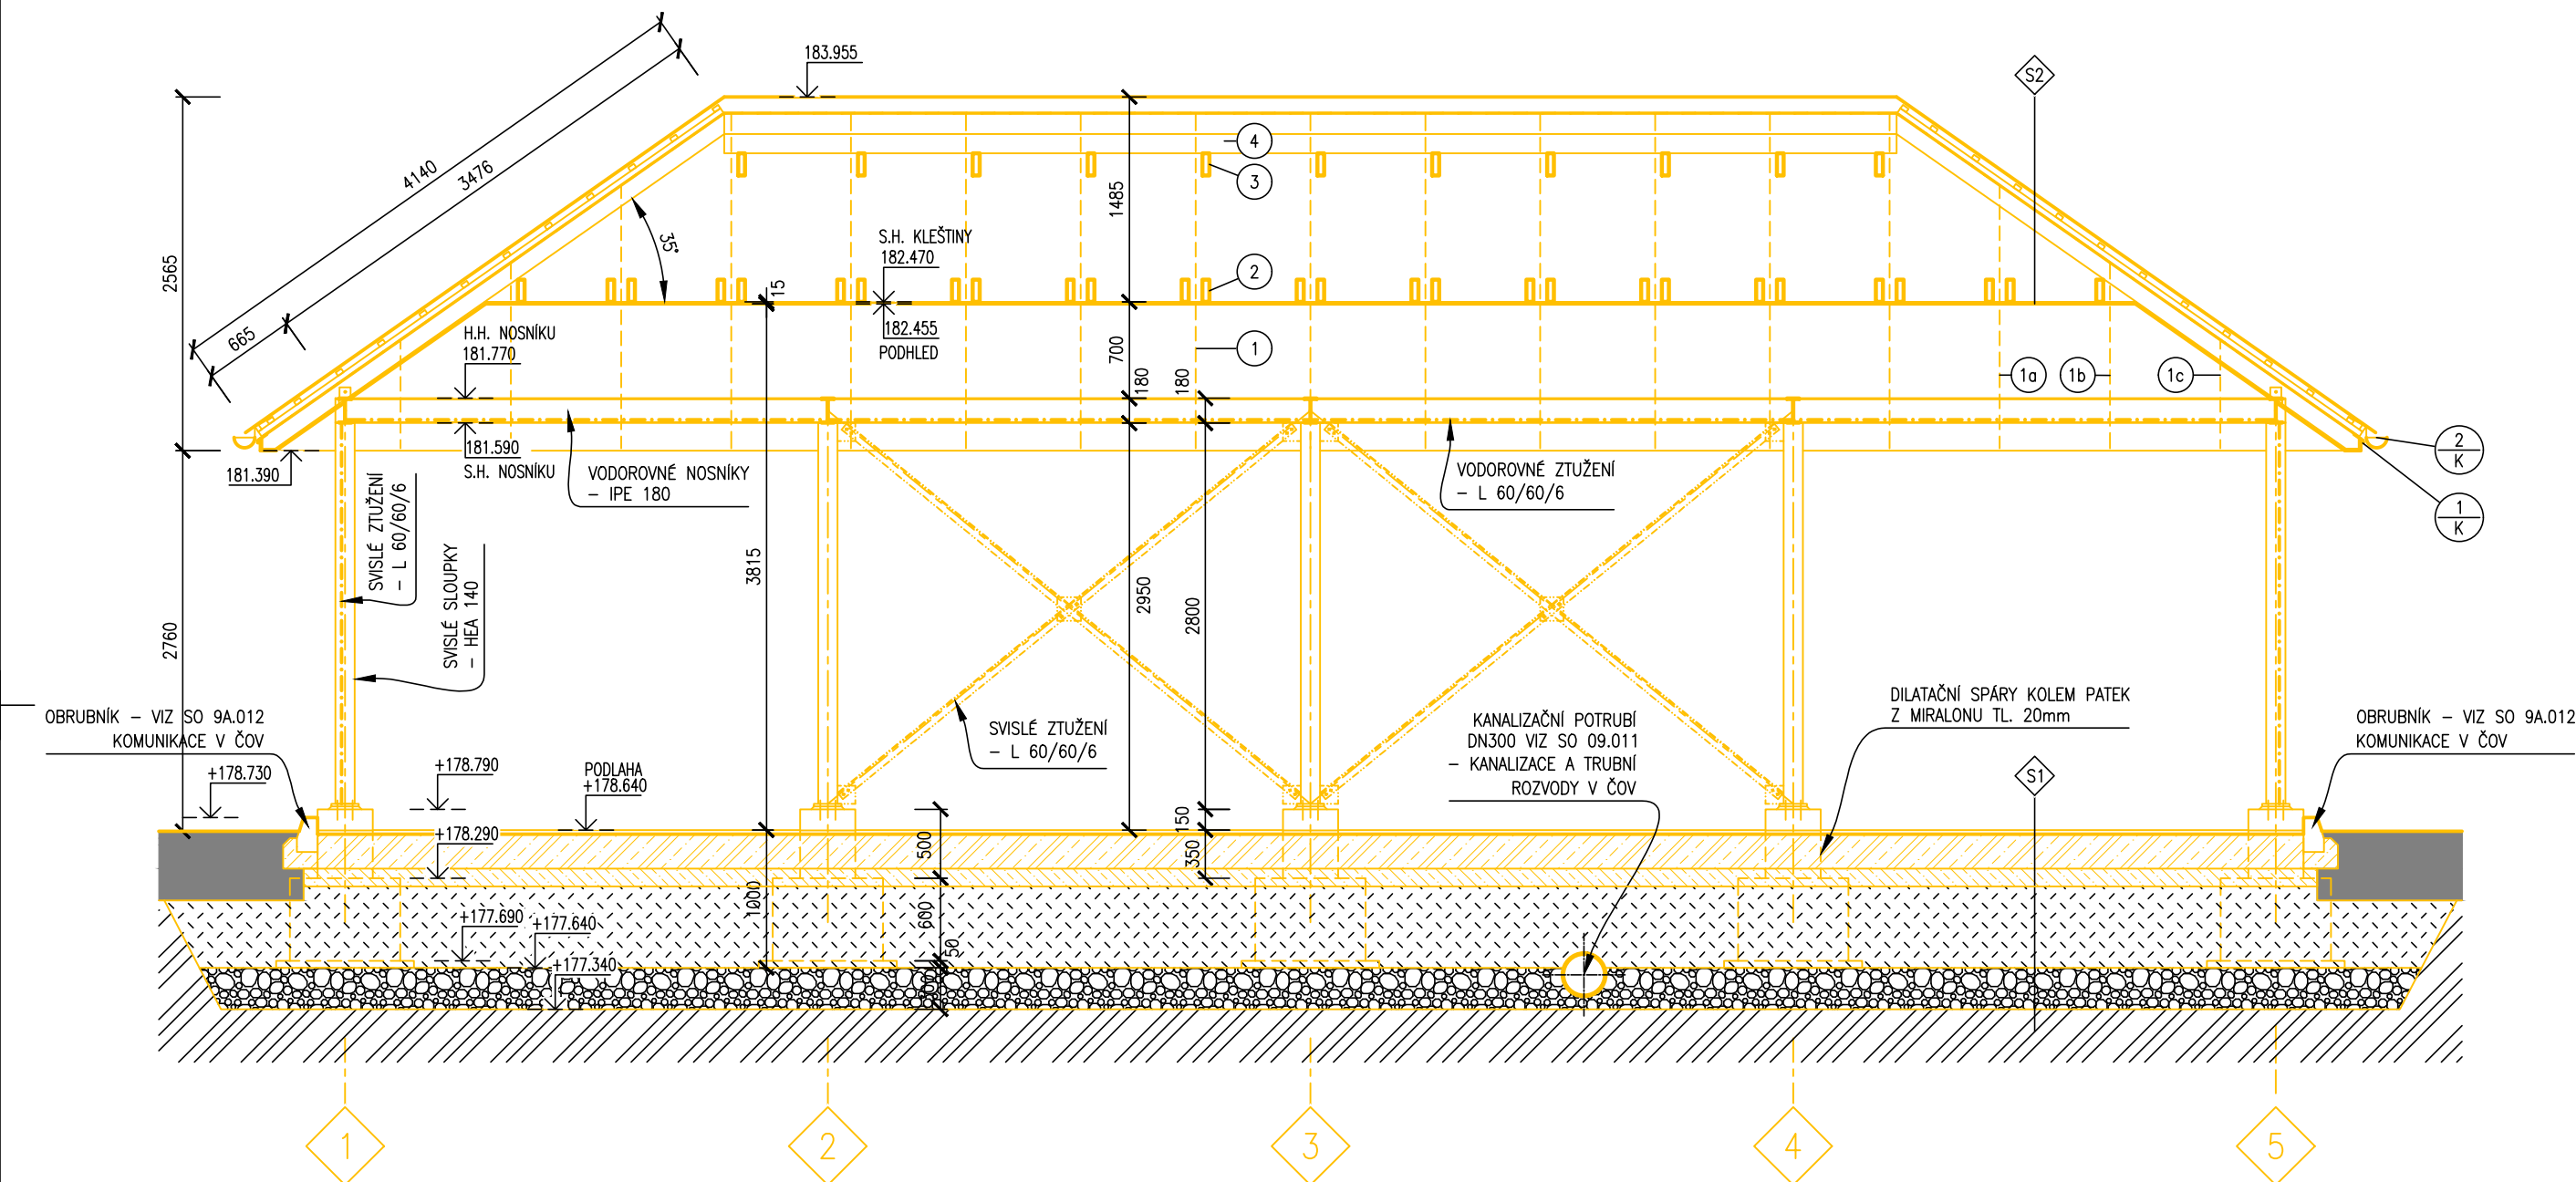 183.955
S2
4140
3476
4
3
1485
35°
2565
S.H. KLEŠTINY
182.470
2
15
665
H.H. NOSNÍKU
181.770
182.455
PODHLED
700
1
180
180
1a
1b
1c
181.390
181.590
S.H. NOSNÍKU
VODOROVNÉ NOSNÍKY
– IPE 180
VODOROVNÉ ZTUŽENÍ
– L 60/60/6
2
K
1
K
SVISLÉ ZTUŽENÍ
– L 60/60/6
SVISLÉ SLOUPKY
– HEA 140
3815
2950
2800
2760
OBRUBNÍK – VIZ SO 9A.012
KOMUNIKACE V ČOV
SVISLÉ ZTUŽENÍ
– L 60/60/6
KANALIZAČNÍ POTRUBÍ
DN300 VIZ SO 09.011
– KANALIZACE A TRUBNÍ
ROZVODY V ČOV
DILATAČNÍ SPÁRY KOLEM PATEK
Z MIRALONU TL. 20mm
OBRUBNÍK – VIZ SO 9A.012
KOMUNIKACE V ČOV
+178.730
+178.790
PODLAHA
+178.640
S1
+178.290
150
500
350
1000
600
+177.690
+177.640
50
+177.340
1
2
3
4
5